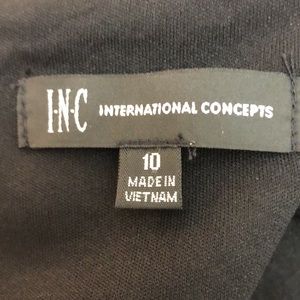 I·N·C INTERNATIONAL CONCEPTS
10
MADE IN
VIETNAM